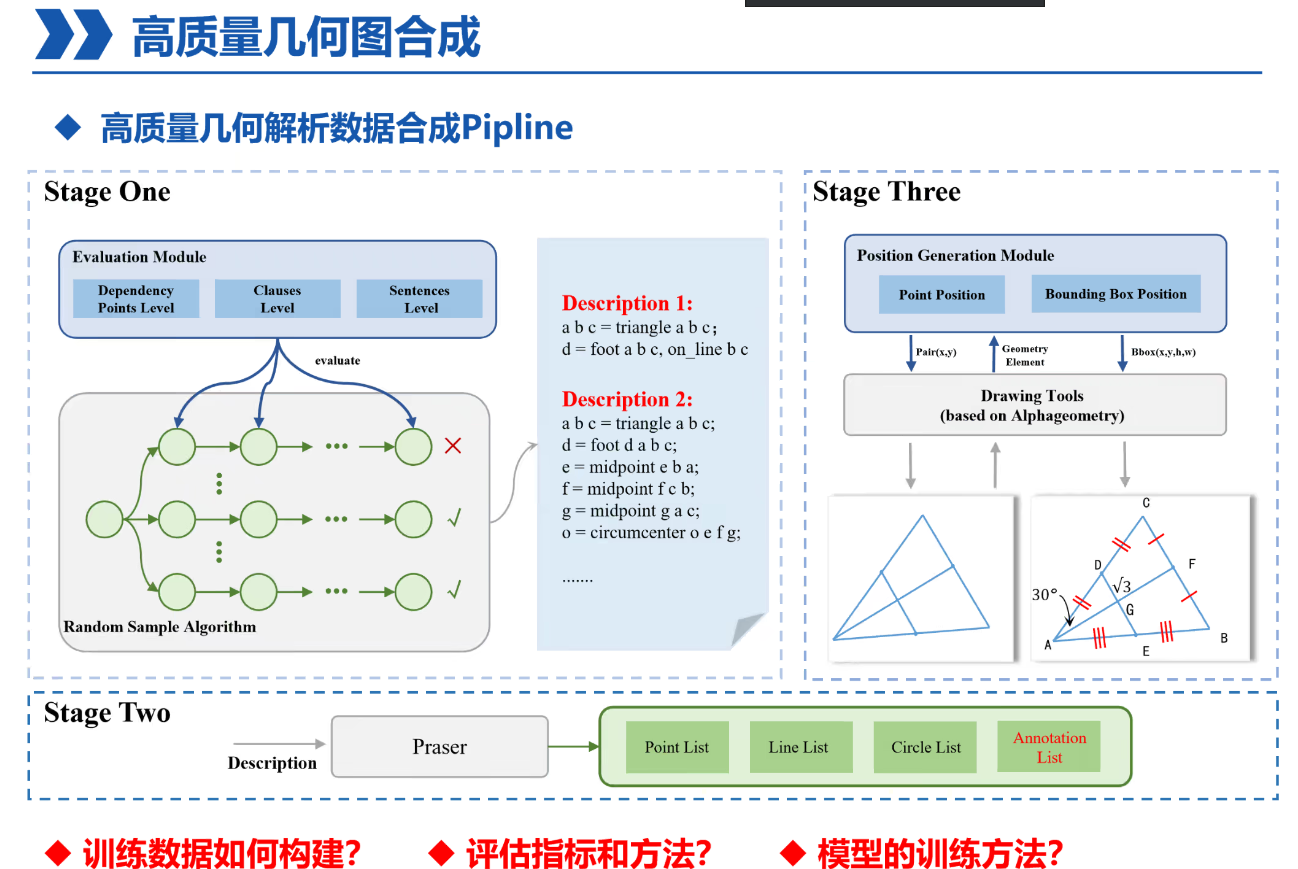 高质量几何图合成
高质量几何解析数据合成Pipline
Stage One
Evaluation Module
Dependency
Points Level
Clauses
Level
Sentences
Level
evaluate
Random Sample Algorithm
Description 1:
a b c = triangle a b c;
d = foot a b c, on_line b c
Description 2:
a b c = triangle a b c;
d = foot d a b c;
e = midpoint e b a;
f = midpoint f c b;
g = midpoint g a c;
o = circumcenter o e f g;
.......
Stage Three
Position Generation Module
Point Position
Bounding Box Position
Pair(x,y)
Geometry
Element
Bbox(x,y,h,w)
Drawing Tools
(based on Alphageometry)
C
D
F
√3
30°
G
A
E
B
Stage Two
Description
Praser
Point List
Line List
Circle List
Annotation
List
训练数据如何构建?
评估指标和方法?
模型的训练方法?